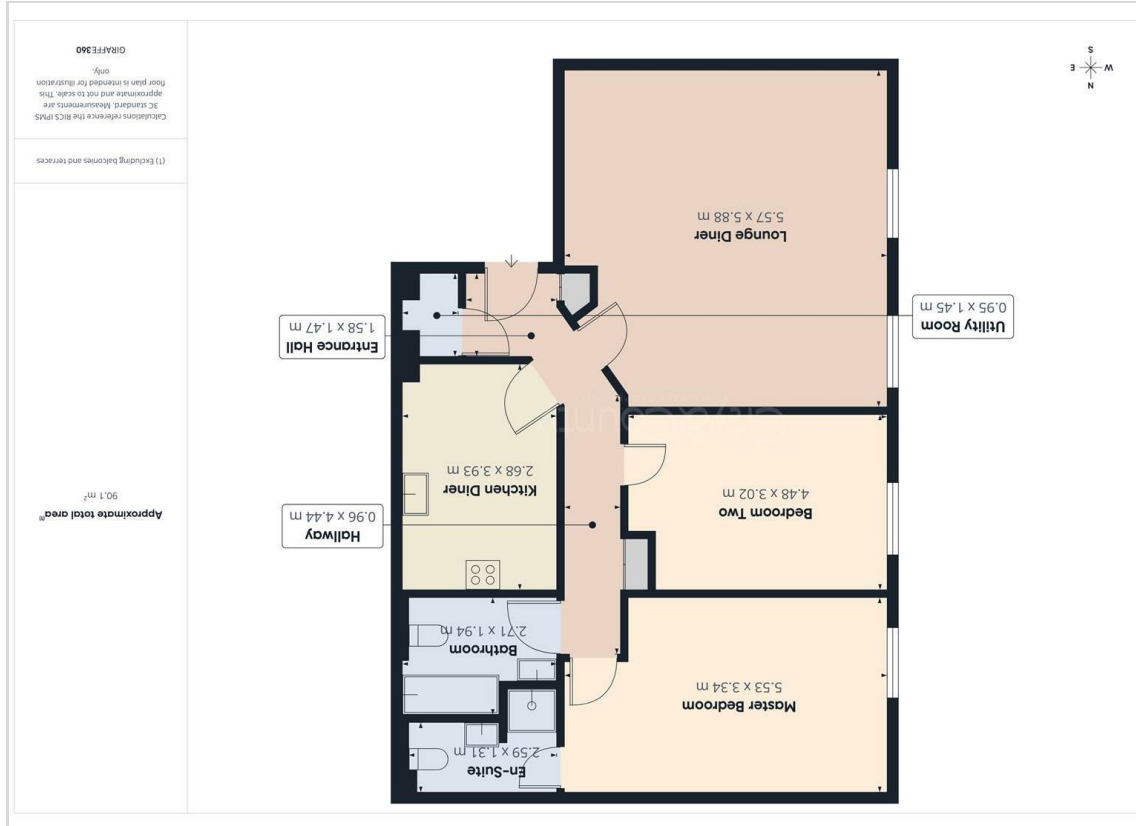 En-Suite
2.59 x 1.31 m
Master Bedroom
5.53 x 3.34 m
Bathroom
2.71 x 1.94 m
Hallway
0.96 x 4.44 m
Bedroom Two
4.48 x 3.02 m
Kitchen Diner
2.68 x 3.93 m
Entrance Hall
1.58 x 1.47 m
Utility Room
0.95 x 1.45 m
Lounge Diner
5.57 x 5.88 m
N
W E
S
Approximate total area(1)
90.1 m²
(1) Excluding balconies and terraces
Calculations reference the RICS IPMS
3C standard. Measurements are
approximate and not to scale. This
floor plan is intended for illustration
only.
GIRAFFE360